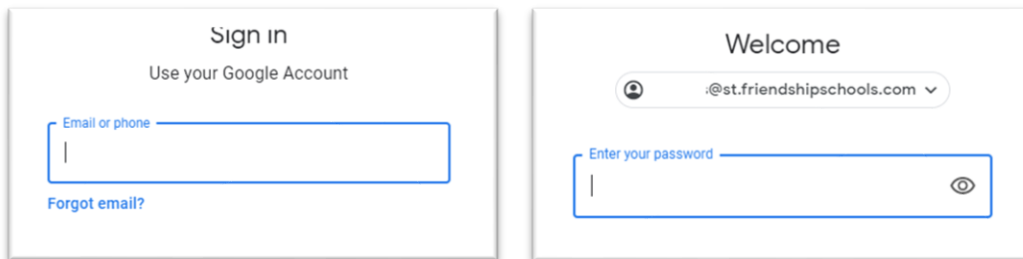 Sign in
Use your Google Account
Email or phone
Forgot email?
Welcome
@st.friendshipschools.com
Enter your password